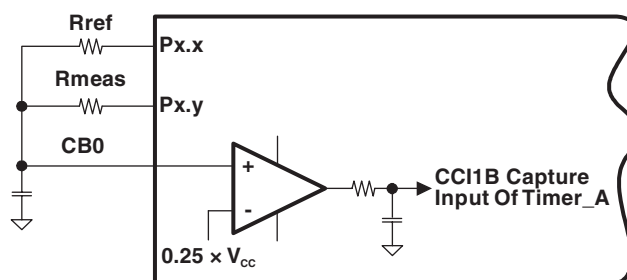 Rref
Px.x
Rmeas
Px.y
CB0
+
-
CCI1B Capture
Input Of Timer_A
0.25 × VCC